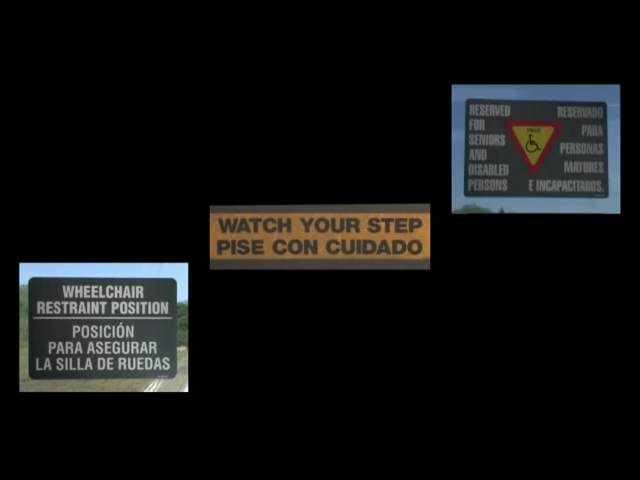 RESERVED
FOR
SENIORS
AND
DISABLED
PERSONS
RESERVADO
PARA
PERSONAS
MAYORES
E INCAPACITADOS.
WATCH YOUR STEP
PISE CON CUIDADO
WHEELCHAIR
RESTRAINT POSITION
POSICIÓN
PARA ASEGURAR
LA SILLA DE RUEDAS